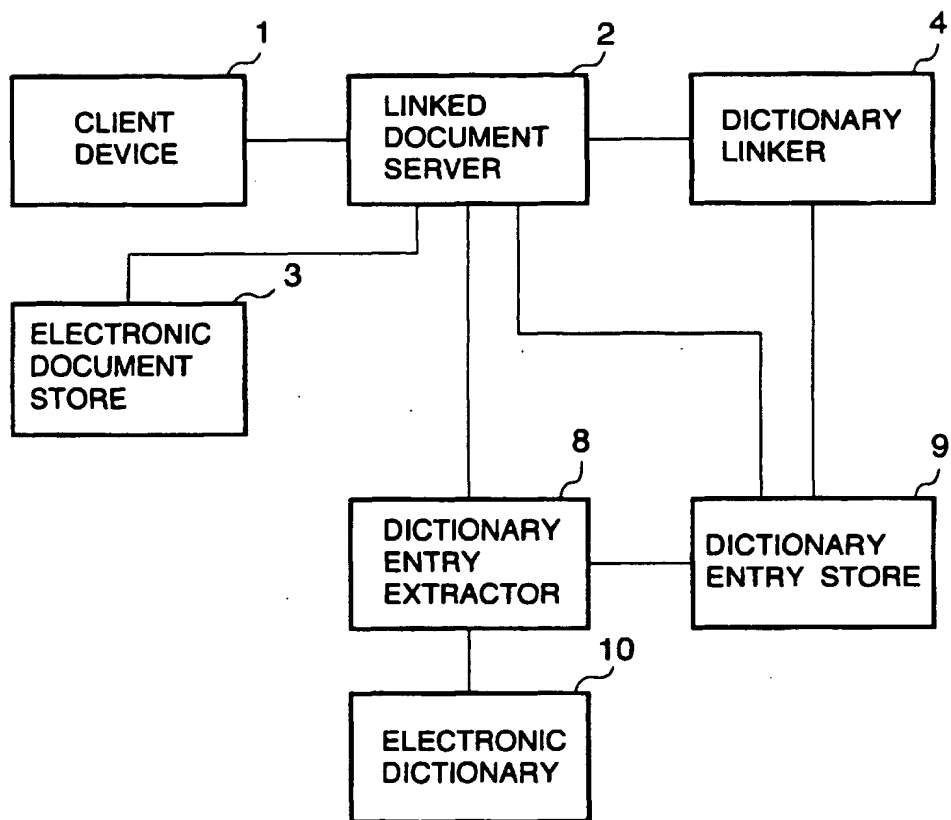 1
CLIENT
DEVICE
2
LINKED
DOCUMENT
SERVER
4
DICTIONARY
LINKER
3
ELECTRONIC
DOCUMENT
STORE
8
DICTIONARY
ENTRY
EXTRACTOR
9
DICTIONARY
ENTRY STORE
10
ELECTRONIC
DICTIONARY